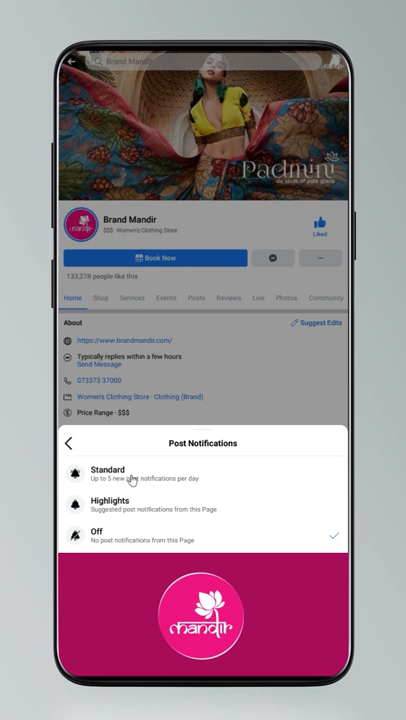 Brand Mandir
Padmini
mandir
Brand Mandir
$$$ · Women's Clothing Store
Liked
Book Now
133,278 people like this
Home Shop Services Events Posts Reviews Live Photos Community
About
Suggest Edits
https://www.brandmandir.com/
Typically replies within a few hours
Send Message
073373 37000
Women's Clothing Store · Clothing (Brand)
Price Range · $$$
Post Notifications
Standard
Up to 5 new post notifications per day
Highlights
Suggested post notifications from this Page
Off
No post notifications from this Page
mandir